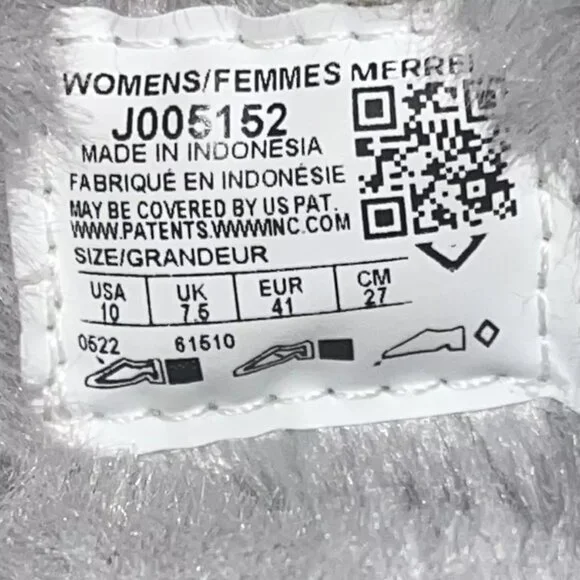 WOMENS/FEMMES
J005152
MADE IN INDONESIA
FABRIQUÉ EN INDONÉSIE
MAY BE COVERED BY US PAT.
WWW.PATENTS.WWWINC.COM
SIZE/GRANDEUR
USA UK EUR CM
10 7.5 41 27
0522 61510